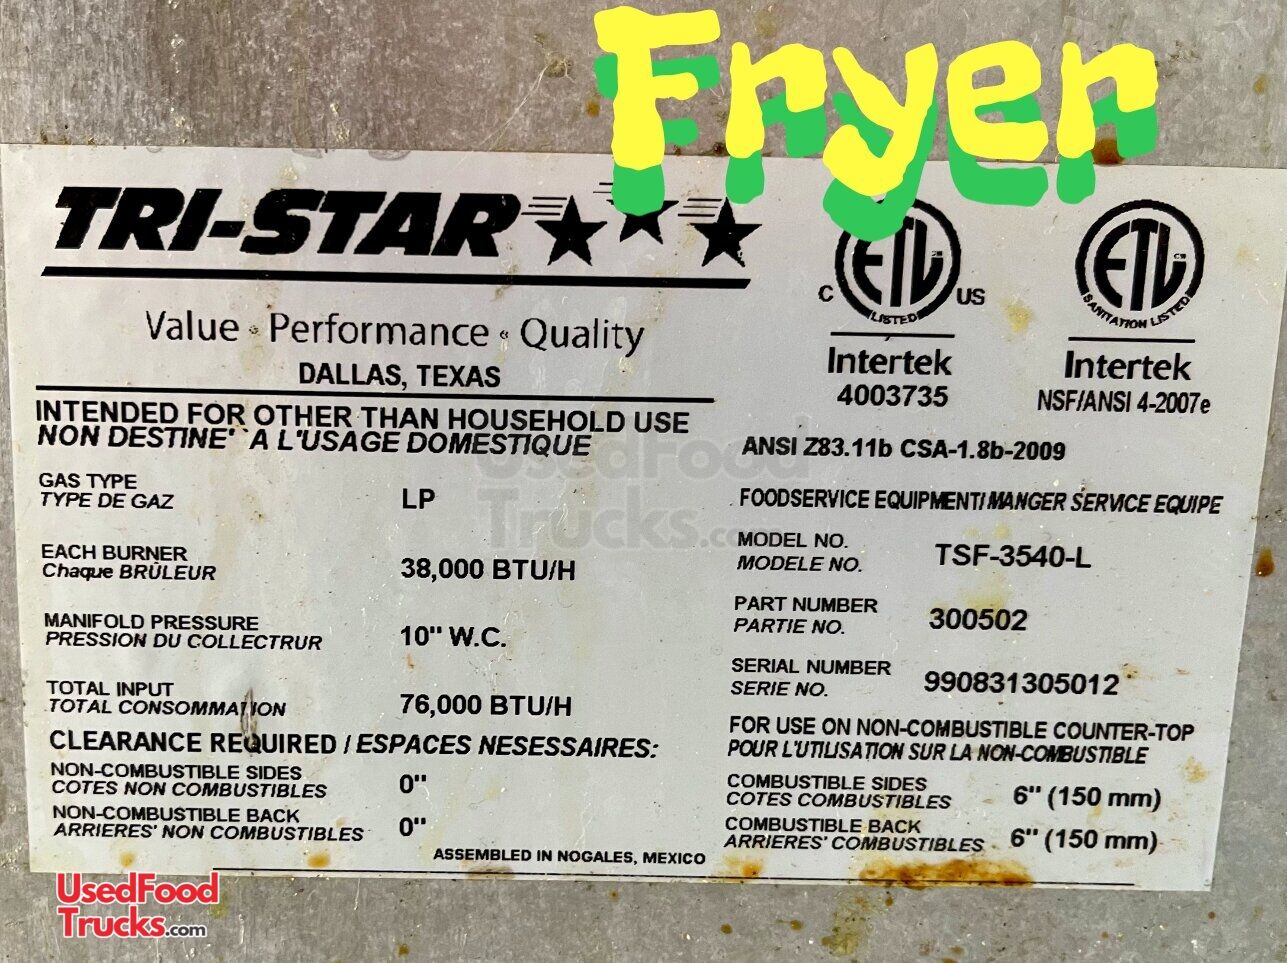 Fryer
TRI-STAR
Value • Performance • Quality
DALLAS, TEXAS
INTENDED FOR OTHER THAN HOUSEHOLD USE
NON DESTINE' `A L'USAGE DOMESTIQUE
GAS TYPE
TYPE DE GAZ
LP
EACH BURNER
Chaque BRÛLEUR
38,000 BTU/H
MANIFOLD PRESSURE
PRESSION DU COLLECTRUR
10" W.C.
TOTAL INPUT
TOTAL CONSOMMATION
76,000 BTU/H
CLEARANCE REQUIRED / ESPACES NESESSAIRES:
NON-COMBUSTIBLE SIDES
COTES NON COMBUSTIBLES
0"
NON-COMBUSTIBLE BACK
ARRIERES' NON COMBUSTIBLES
0"
ASSEMBLED IN NOGALES, MEXICO
C ETL US
LISTED
Intertek
4003735
ETL
SANITATION LISTED
Intertek
NSF/ANSI 4-2007e
ANSI Z83.11b CSA-1.8b-2009
FOODSERVICE EQUIPMENT/MANGER SERVICE EQUIPE
MODEL NO.
MODELE NO.
TSF-3540-L
PART NUMBER
PARTIE NO.
300502
SERIAL NUMBER
SERIE NO.
990831305012
FOR USE ON NON-COMBUSTIBLE COUNTER-TOP
POUR L'UTILISATION SUR LA NON-COMBUSTIBLE
COMBUSTIBLE SIDES
COTES COMBUSTIBLES
6" (150 mm)
COMBUSTIBLE BACK
ARRIERES' COMBUSTIBLES
6" (150 mm)
UsedFood
Trucks.com
UsedFood
Trucks.com